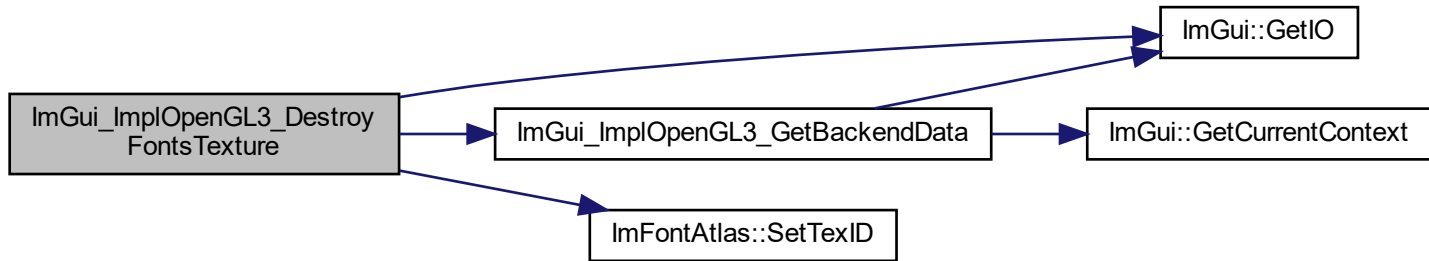 ImGui_ImplOpenGL3_Destroy
FontsTexture
ImGui::GetIO
ImGui_ImplOpenGL3_GetBackendData
ImGui::GetCurrentContext
ImFontAtlas::SetTexID